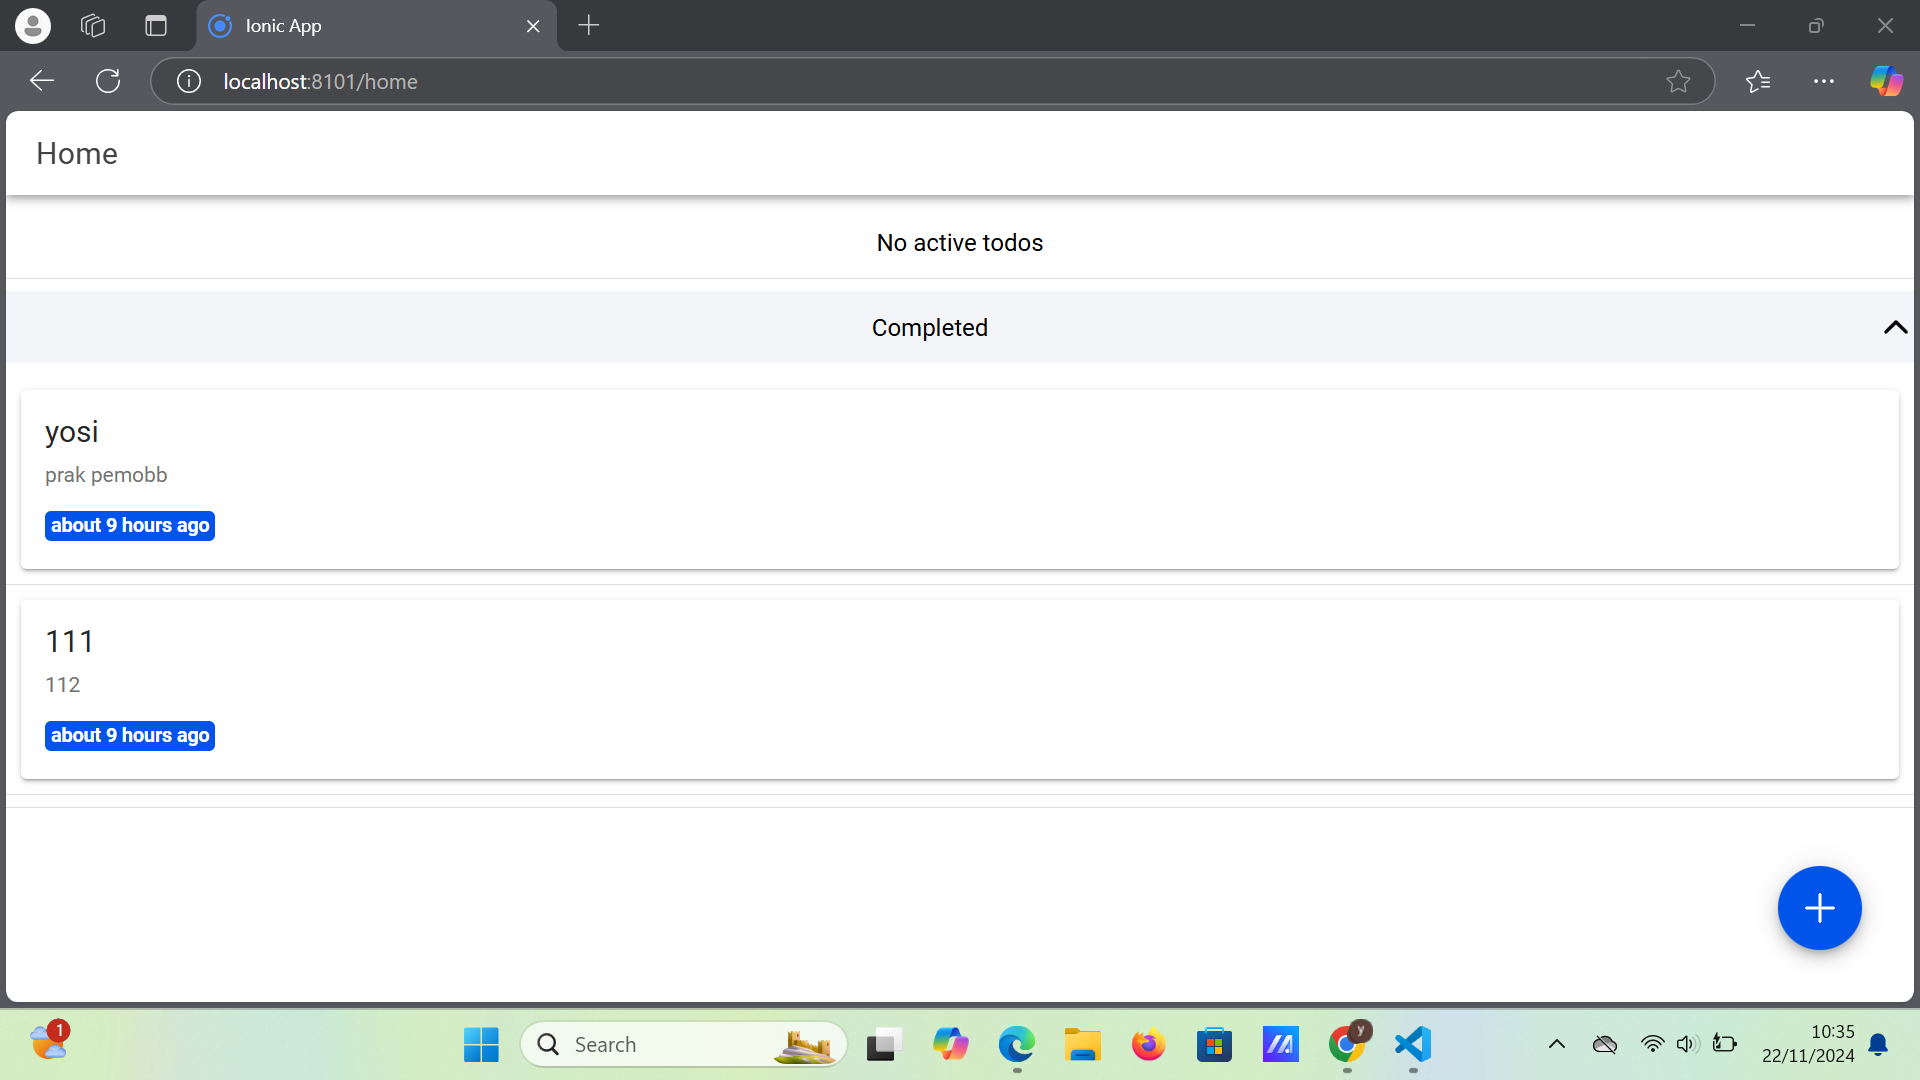 Ionic App
localhost:8101/home
Home
No active todos
Completed
yosi
prak pemobb
about 9 hours ago
111
112
about 9 hours ago
1
Search
y
10:35
22/11/2024